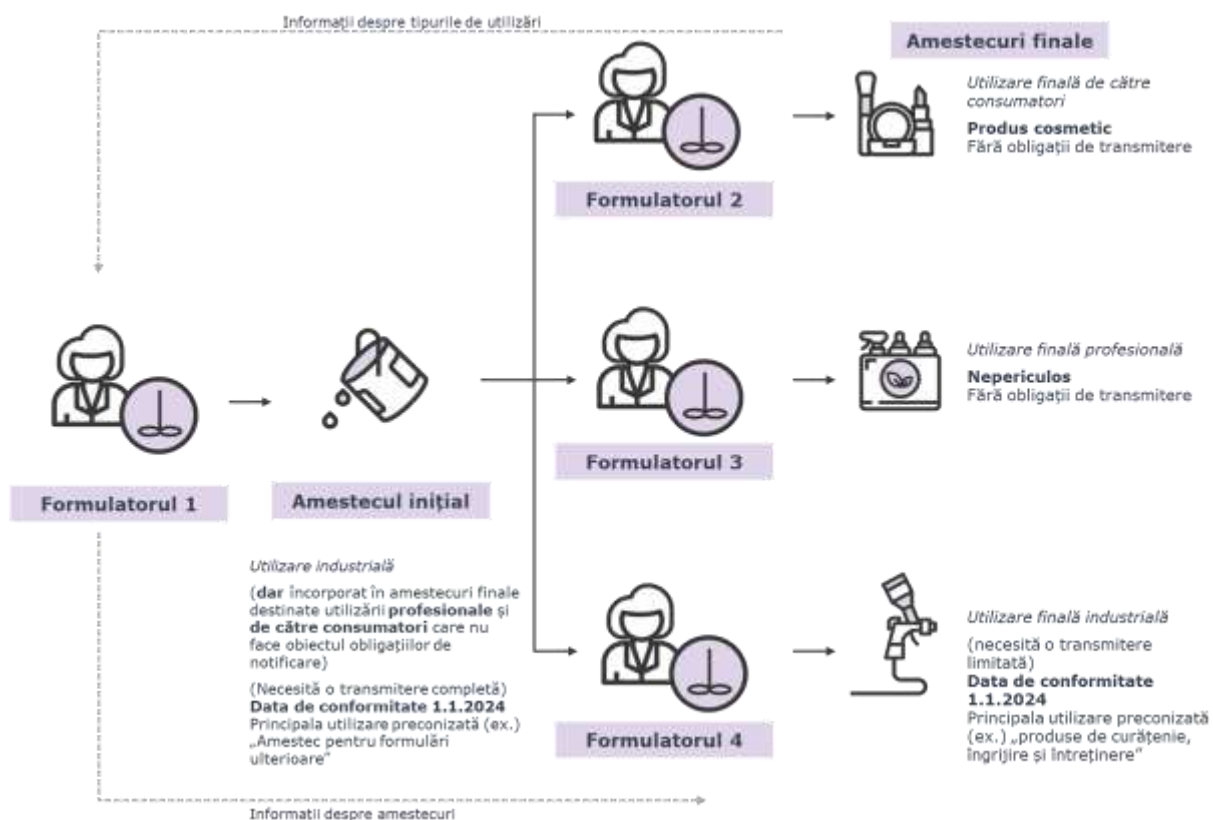 Informații despre tipurile de utilizări
Amestecuri finale
Utilizare finală de către
consumatori
Produs cosmetic
Fără obligații de transmitere
Formulatorul 2
Utilizare finală profesională
Nepericulos
Fără obligații de transmitere
Formulatorul 3
Formulatorul 1
Amestecul inițial
Utilizare industrială
(dar încorporat în amestecuri finale
destinate utilizării profesionale și
de către consumatori care nu
face obiectul obligațiilor de
notificare)
(Necesită o transmitere completă)
Data de conformitate 1.1.2024
Principala utilizare preconizată (ex.)
„Amestec pentru formulări
ulterioare”
Utilizare finală industrială
(necesită o transmitere
limitată)
Data de conformitate
1.1.2024
Principala utilizare preconizată
(ex.) „produse de curățenie,
îngrijire și întreținere”
Formulatorul 4
Informații despre amestecuri